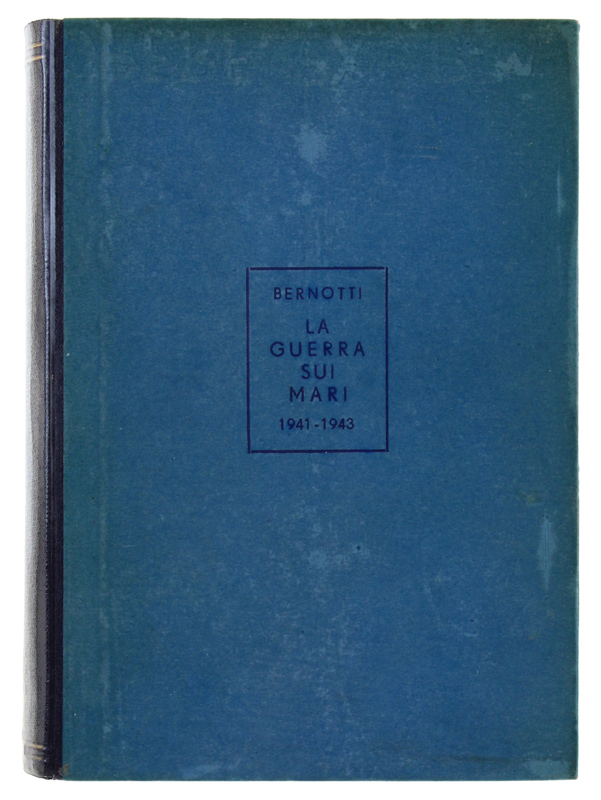 BERNOTTI
LA
GUERRA
SUI
MARI
1941-1943